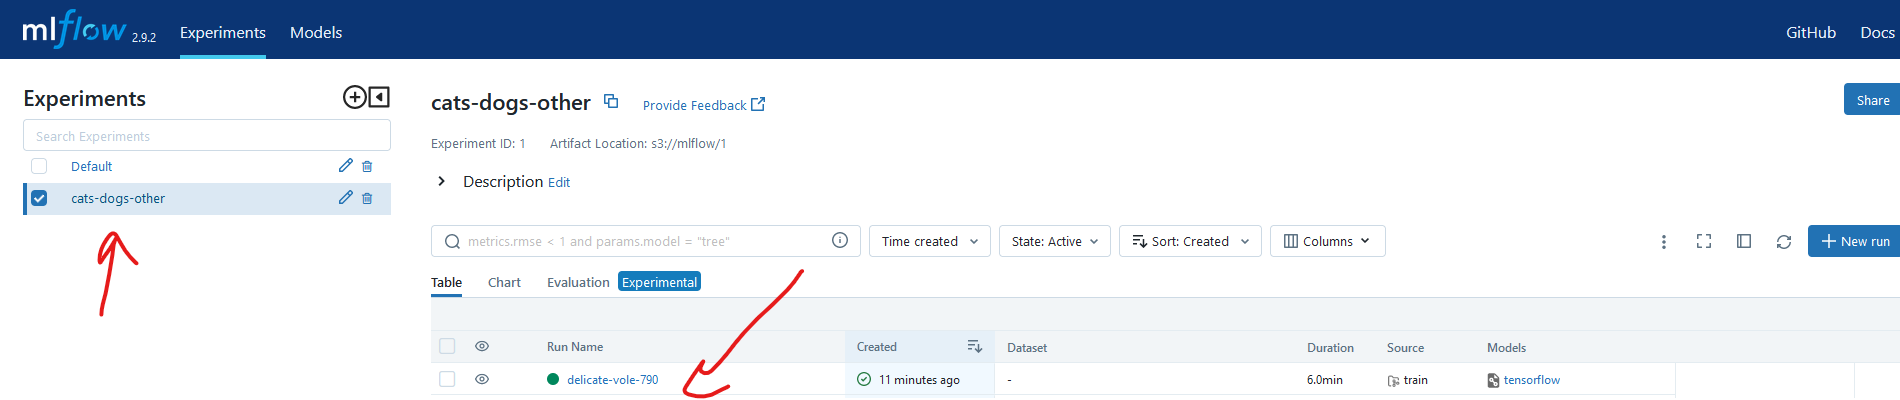 mlflow 2.9.2 Experiments Models GitHub Docs
Experiments
Search Experiments
Default
cats-dogs-other
cats-dogs-other Provide Feedback
Share
Experiment ID: 1 Artifact Location: s3://mlflow/1
Description Edit
metrics.rmse < 1 and params.model = "tree" Time created State: Active Sort: Created Columns New run
Table Chart Evaluation Experimental
Run Name Created Dataset Duration Source Models
delicate-vole-790 11 minutes ago - 6.0min train tensorflow